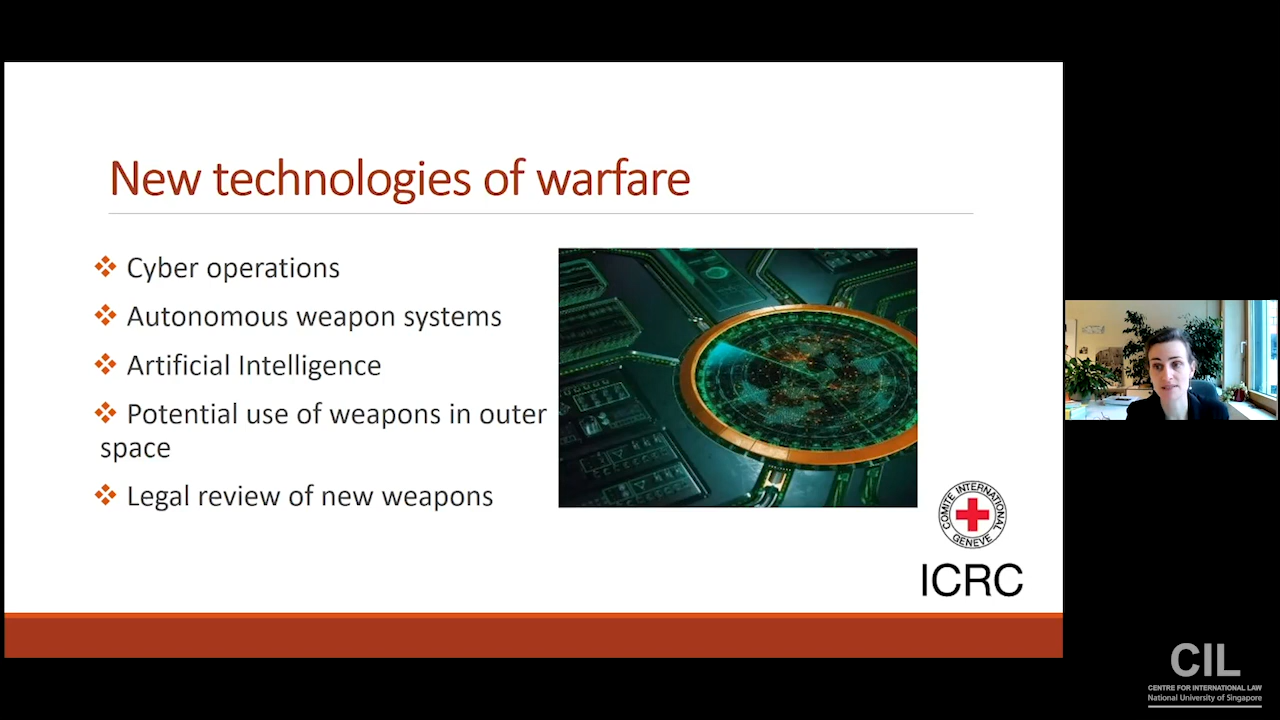 New technologies of warfare
Cyber operations
Autonomous weapon systems
Artificial Intelligence
Potential use of weapons in outer
space
Legal review of new weapons
COMITE INTERNATIONAL
GENEVE
ICRC
CIL
CENTRE FOR INTERNATIONAL LAW
National University of Singapore